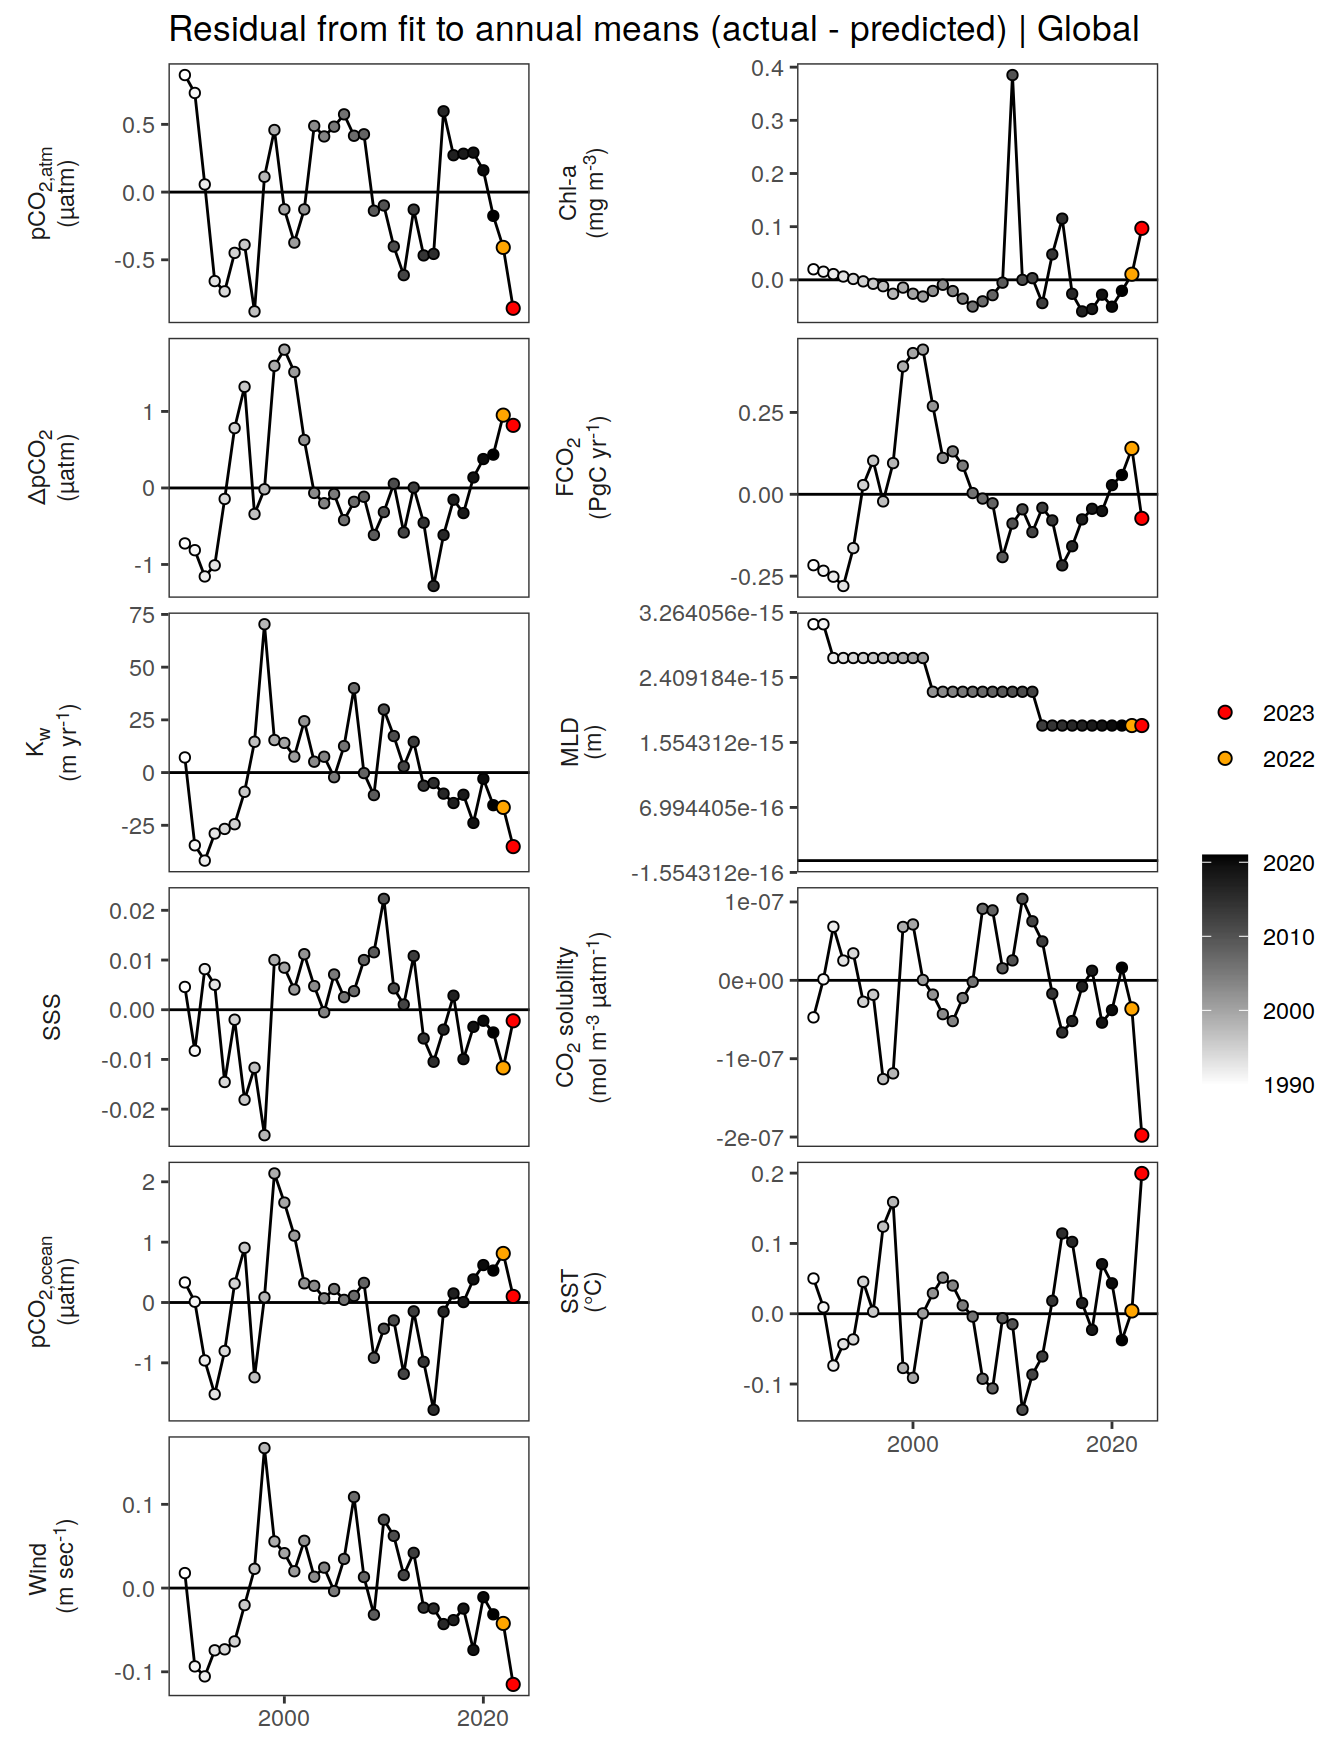 Residual from fit to annual means (actual - predicted) | Global
pCO2,atm
(µatm)
0.5
0.0
-0.5
Chl-a
(mg m-3)
0.4
0.3
0.2
0.1
0.0
ΔpCO2
(µatm)
1
0
-1
FCO2
(PgC yr-1)
0.25
0.00
-0.25
Kw
(m yr-1)
75
50
25
0
-25
MLD
(m)
3.264056e-15
2.409184e-15
1.554312e-15
6.994405e-16
-1.554312e-16
SSS
0.02
0.01
0.00
-0.01
-0.02
CO2 solubility
(mol m-3 µatm-1)
1e-07
0e+00
-1e-07
-2e-07
pCO2,ocean
(µatm)
2
1
0
-1
SST
(°C)
0.2
0.1
0.0
-0.1
2000
2020
Wind
(m sec-1)
0.1
0.0
-0.1
2000
2020
2023
2022
2020
2010
2000
1990